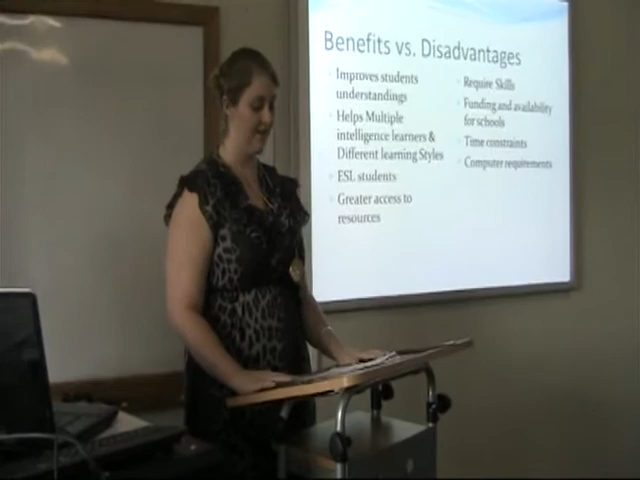 Benefits vs. Disadvantages
Improves students
understandings
Helps Multiple
intelligence learners &
Different learning Styles
ESL students
Greater access to
resources
Require Skills
Funding and availability
for schools
Time constraints
Computer requirements